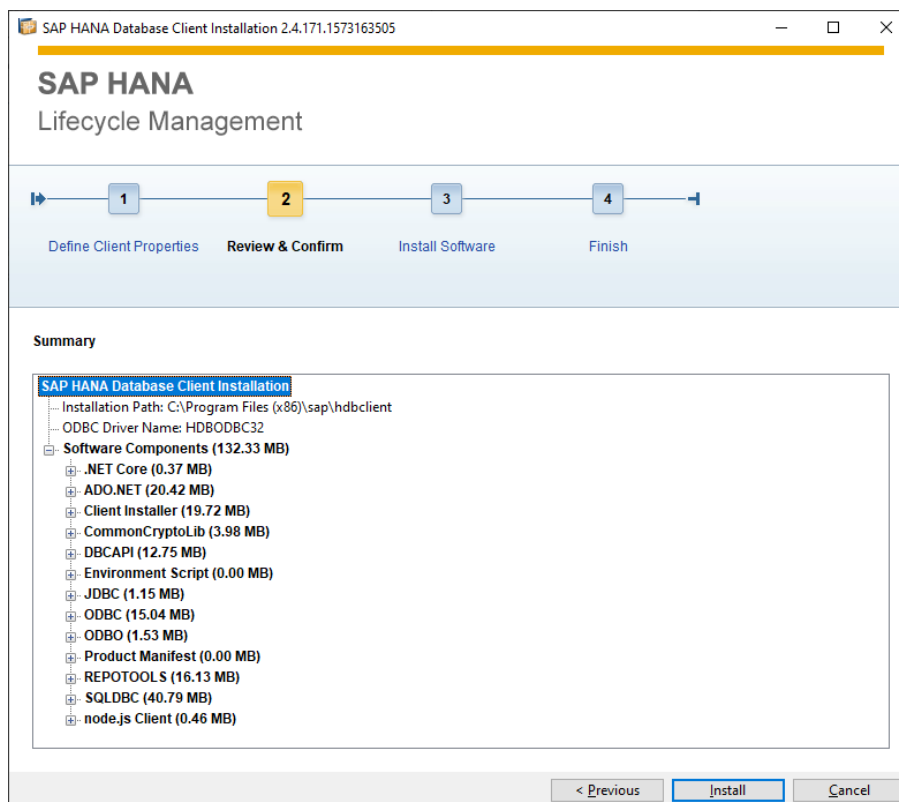 SAP HANA Database Client Installation 2.4.171.1573163505
SAP HANA
Lifecycle Management
1 2 3 4
Define Client Properties Review & Confirm Install Software Finish
Summary
SAP HANA Database Client Installation
Installation Path: C:\Program Files (x86)\sap\hdbclient
ODBC Driver Name: HDBODBC32
Software Components (132.33 MB)
.NET Core (0.37 MB)
ADO.NET (20.42 MB)
Client Installer (19.72 MB)
CommonCryptoLib (3.98 MB)
DBCAPI (12.75 MB)
Environment Script (0.00 MB)
JDBC (1.15 MB)
ODBC (15.04 MB)
ODBO (1.53 MB)
Product Manifest (0.00 MB)
REPOTOOLS (16.13 MB)
SQLDBC (40.79 MB)
node.js Client (0.46 MB)
< Previous Install Cancel